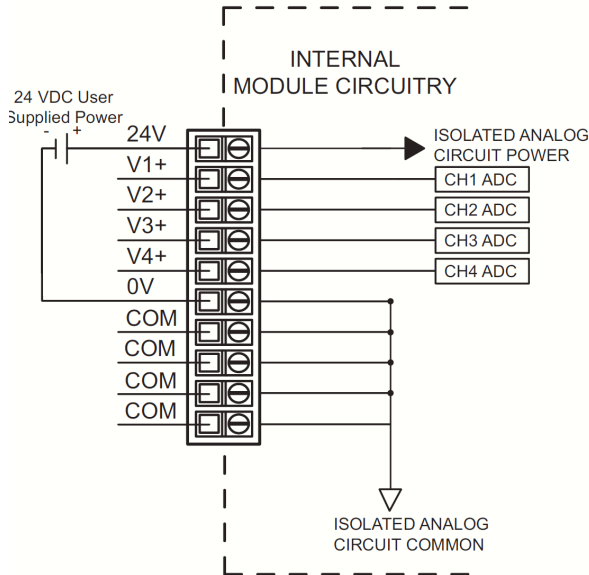 INTERNAL
MODULE CIRCUITRY
24 VDC User
Supplied Power
- +
24V
ISOLATED ANALOG
CIRCUIT POWER
V1+
CH1 ADC
V2+
CH2 ADC
V3+
CH3 ADC
V4+
CH4 ADC
0V
COM
COM
COM
COM
ISOLATED ANALOG
CIRCUIT COMMON